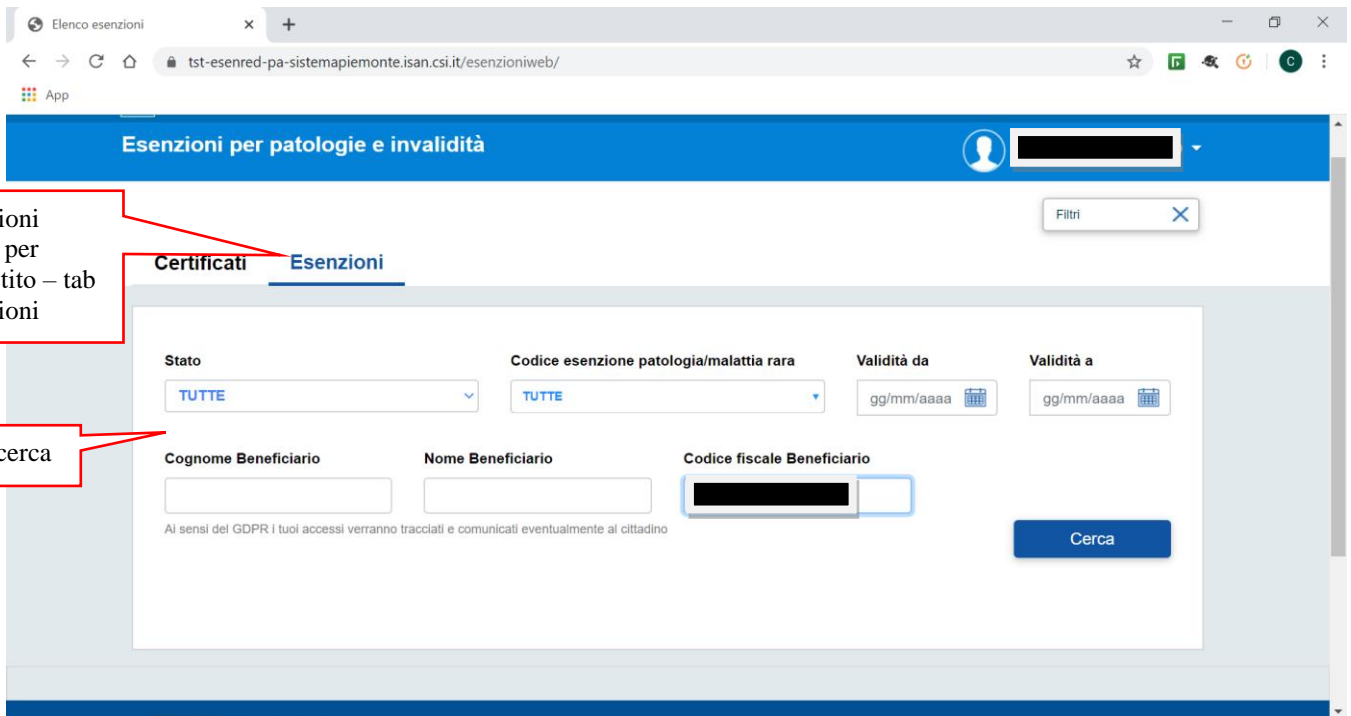 Elenco esenzioni
tst-esenred-pa-sistemapiemonte.isan.csi.it/esenzioniweb/
C
App
Esenzioni per patologie e invalidità
Filtri
ioni
per
tito – tab
ioni
Certificati Esenzioni
Stato Codice esenzione patologia/malattia rara Validità da Validità a
TUTTE TUTTE gg/mm/aaaa gg/mm/aaaa
cerca
Cognome Beneficiario Nome Beneficiario Codice fiscale Beneficiario
Ai sensi del GDPR i tuoi accessi verranno tracciati e comunicati eventualmente al cittadino
Cerca